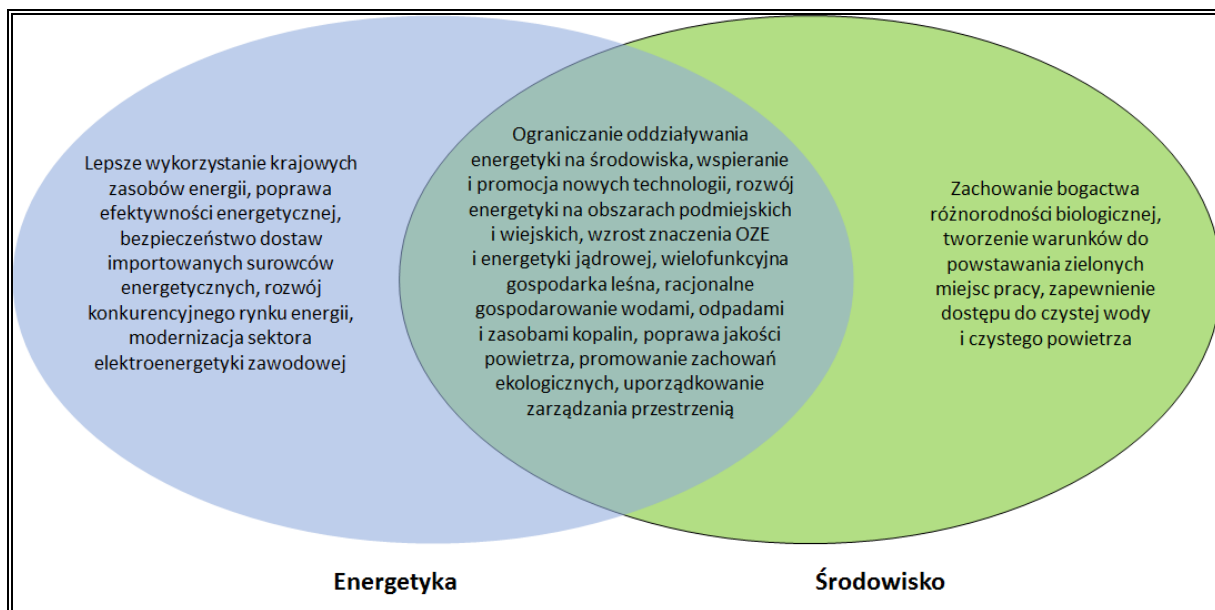 Lepsze wykorzystanie krajowych
zasobów energii, poprawa
efektywności energetycznej,
bezpieczeństwo dostaw
importowanych surowców
energetycznych, rozwój
konkurencyjnego rynku energii,
modernizacja sektora
elektroenergetyki zawodowej
Ograniczanie oddziaływania
energetyki na środowiska, wspieranie
i promocja nowych technologii, rozwój
energetyki na obszarach podmiejskich
i wiejskich, wzrost znaczenia OZE
i energetyki jądrowej, wielofunkcyjna
gospodarka leśna, racjonalne
gospodarowanie wodami, odpadami
i zasobami kopalin, poprawa jakości
powietrza, promowanie zachowań
ekologicznych, uporządkowanie
zarządzania przestrzenią
Zachowanie bogactwa
różnorodności biologicznej,
tworzenie warunków do
powstawania zielonych
miejsc pracy, zapewnienie
dostępu do czystej wody
i czystego powietrza
Energetyka
Środowisko